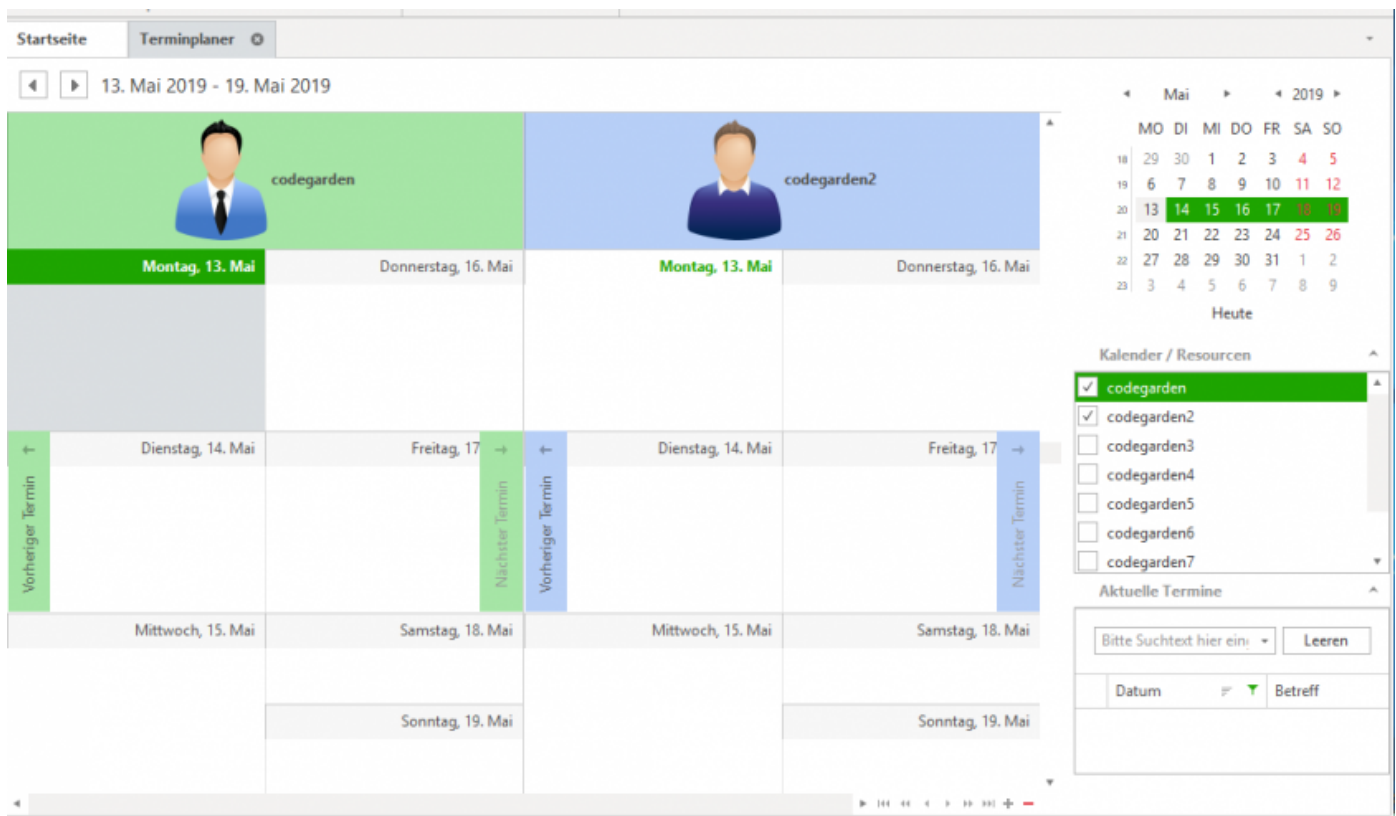 Startseite Terminplaner
13. Mai 2019 - 19. Mai 2019
codegarden codegarden2
Montag, 13. Mai Donnerstag, 16. Mai Montag, 13. Mai Donnerstag, 16. Mai
Dienstag, 14. Mai Freitag, 17 Dienstag, 14. Mai Freitag, 17
Vorheriger Termin Nächster Termin Vorheriger Termin Nächster Termin
Mittwoch, 15. Mai Samstag, 18. Mai Mittwoch, 15. Mai Samstag, 18. Mai
Sonntag, 19. Mai Sonntag, 19. Mai
Mai 2019
MO DI MI DO FR SA SO
18 29 30 1 2 3 4 5
19 6 7 8 9 10 11 12
20 13 14 15 16 17 18 19
21 20 21 22 23 24 25 26
22 27 28 29 30 31 1 2
23 3 4 5 6 7 8 9
Heute
Kalender / Resourcen
codegarden
codegarden2
codegarden3
codegarden4
codegarden5
codegarden6
codegarden7
Aktuelle Termine
Bitte Suchtext hier ein Leeren
Datum Betreff